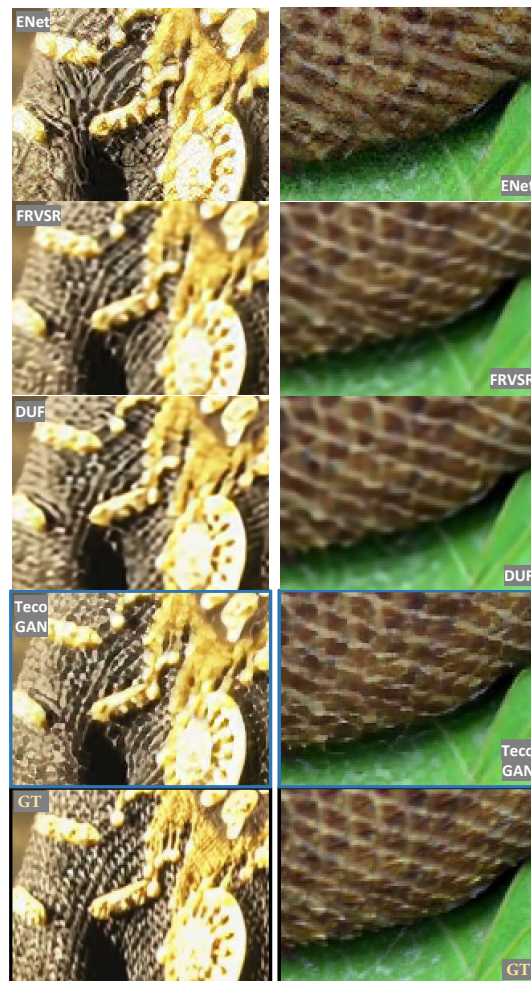 ENet
ENet
FRVSR
FRVSR
DUF
DUF
Teco
GAN
Teco
GAN
GT
GT